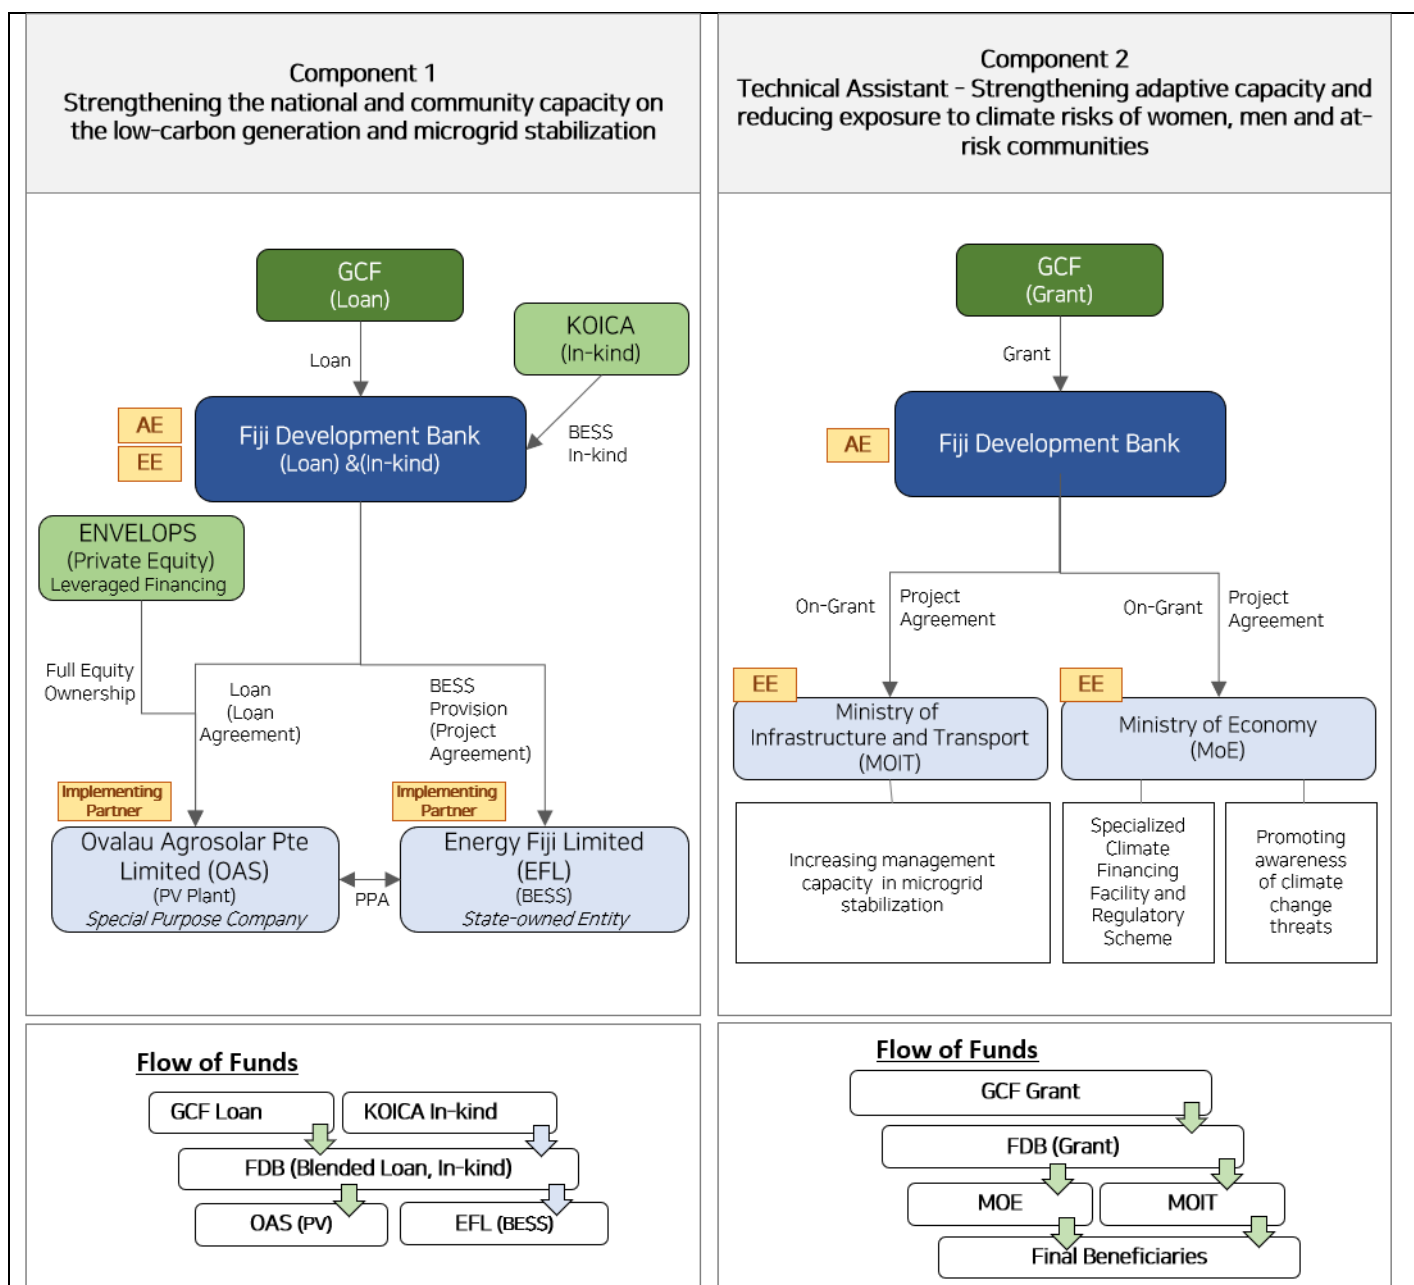 Component 1
Strengthening the national and community capacity on
the low-carbon generation and microgrid stabilization
GCF
(Loan)
KOICA
(In-kind)
Loan
AE
EE
Fiji Development Bank
(Loan) &(In-kind)
BESS
In-kind
ENVELOPS
(Private Equity)
Leveraged Financing
Full Equity
Ownership
Loan
(Loan
Agreement)
BESS
Provision
(Project
Agreement)
Implementing
Partner
Implementing
Partner
Ovalau Agrosolar Pte
Limited (OAS)
(PV Plant)
Special Purpose Company
PPA
Energy Fiji Limited
(EFL)
(BESS)
State-owned Entity
Flow of Funds
GCF Loan
KOICA In-kind
FDB (Blended Loan, In-kind)
OAS (PV)
EFL (BESS)
Component 2
Technical Assistant - Strengthening adaptive capacity and
reducing exposure to climate risks of women, men and at-
risk communities
GCF
(Grant)
Grant
AE
Fiji Development Bank
On-Grant
Project
Agreement
On-Grant
Project
Agreement
EE
EE
Ministry of
Infrastructure and Transport
(MOIT)
Ministry of Economy
(MoE)
Increasing management
capacity in microgrid
stabilization
Specialized
Climate
Financing
Facility and
Regulatory
Scheme
Promoting
awareness
of climate
change
threats
Flow of Funds
GCF Grant
FDB (Grant)
MOE
MOIT
Final Beneficiaries